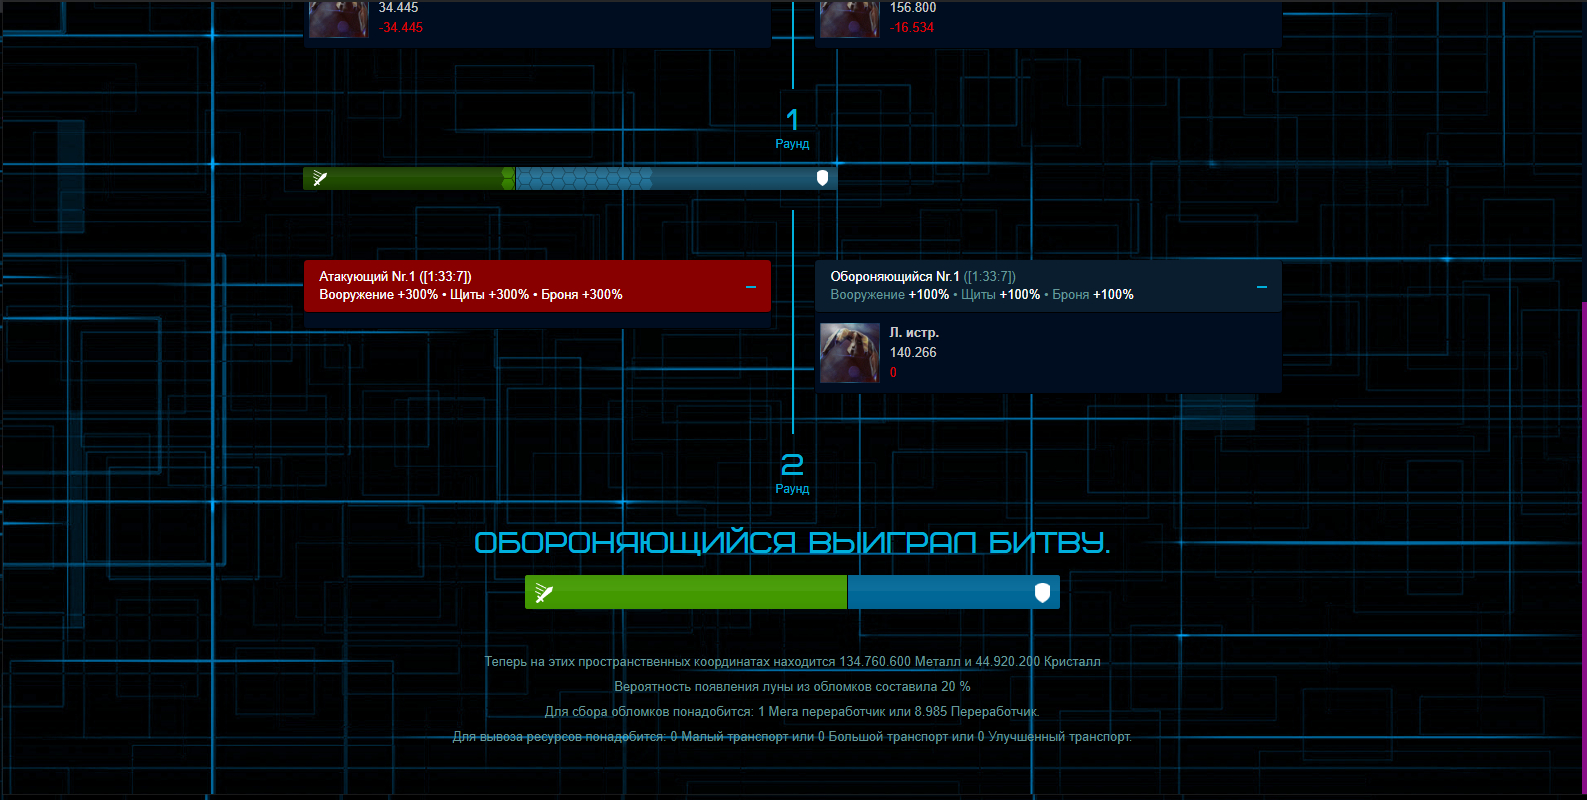 34.445
-34.445
156.800
-16.534
1
Раунд
Атакующий Nr.1 ([1:33:7])
Вооружение +300% • Щиты +300% • Броня +300%
Обороняющийся Nr.1 ([1:33:7])
Вооружение +100% • Щиты +100% • Броня +100%
Л. истр.
140.266
0
2
Раунд
ОБОРОНЯЮЩИЙСЯ ВЫИГРАЛ БИТВУ.
Теперь на этих пространственных координатах находится 134.760.600 Металл и 44.920.200 Кристалл
Вероятность появления луны из обломков составила 20 %
Для сбора обломков понадобится: 1 Мега переработчик или 8.985 Переработчик.
Для вывоза ресурсов понадобится: 0 Малый транспорт или 0 Большой транспорт или 0 Улучшенный транспорт.